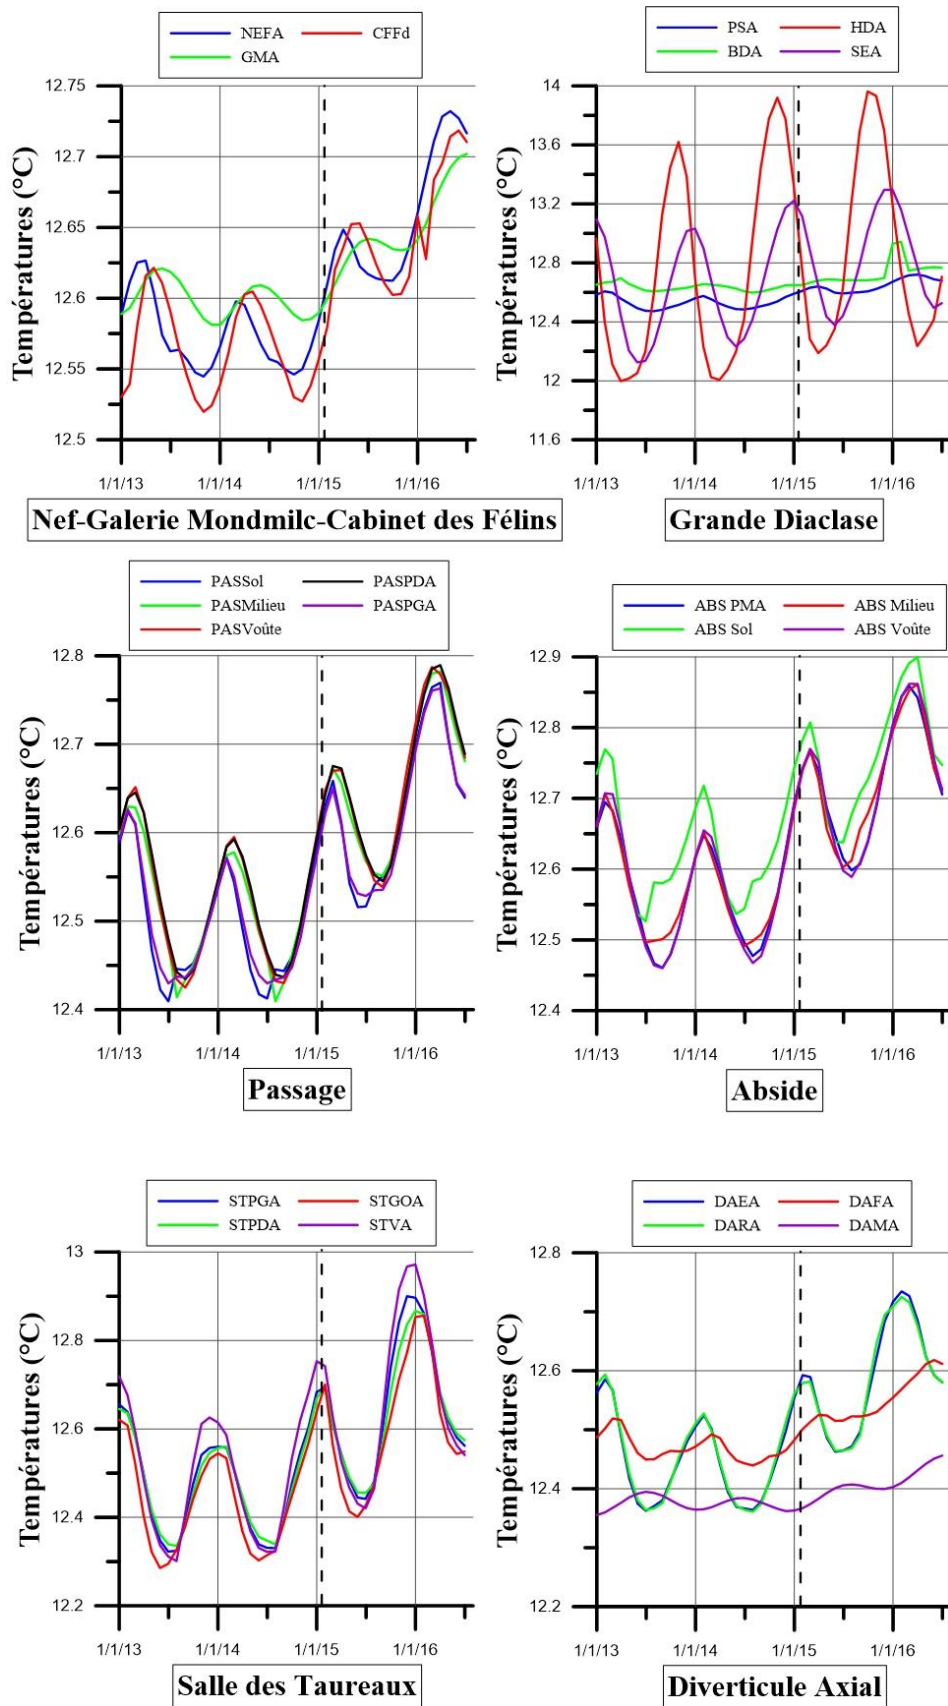 NEFA CFFd
GMA
Températures (°C)
12.75
12.7
12.65
12.6
12.55
12.5
1/1/13 1/1/14 1/1/15 1/1/16
Nef-Galerie Mondmilc-Cabinet des Félins
PSA HDA
BDA SEA
Températures (°C)
14
13.6
13.2
12.8
12.4
12
11.6
1/1/13 1/1/14 1/1/15 1/1/16
Grande Diaclase
PASSol PASPDA
PASMilieu PASPGA
PASVoûte
Températures (°C)
12.8
12.7
12.6
12.5
12.4
1/1/13 1/1/14 1/1/15 1/1/16
Passage
ABS PMA ABS Milieu
ABS Sol ABS Voûte
Températures (°C)
12.9
12.8
12.7
12.6
12.5
12.4
1/1/13 1/1/14 1/1/15 1/1/16
Abside
STPGA STGOA
STPDA STVA
Températures (°C)
13
12.8
12.6
12.4
12.2
1/1/13 1/1/14 1/1/15 1/1/16
Salle des Taureaux
DAEA DAFA
DARA DAMA
Températures (°C)
12.8
12.6
12.4
12.2
1/1/13 1/1/14 1/1/15 1/1/16
Diverticule Axial